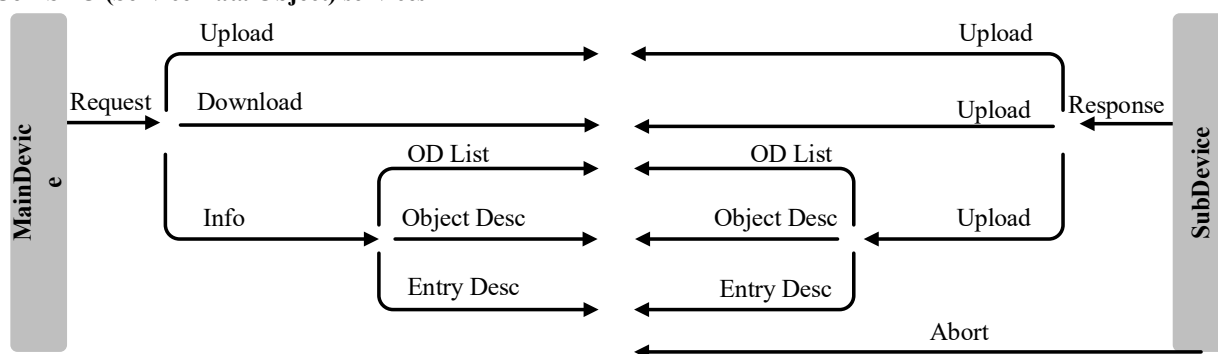 Upload
Upload
Request
Download
Upload
Response
OD List
OD List
MainDevic
e
Info
Object Desc
Object Desc
Upload
SubDevice
Entry Desc
Entry Desc
Abort